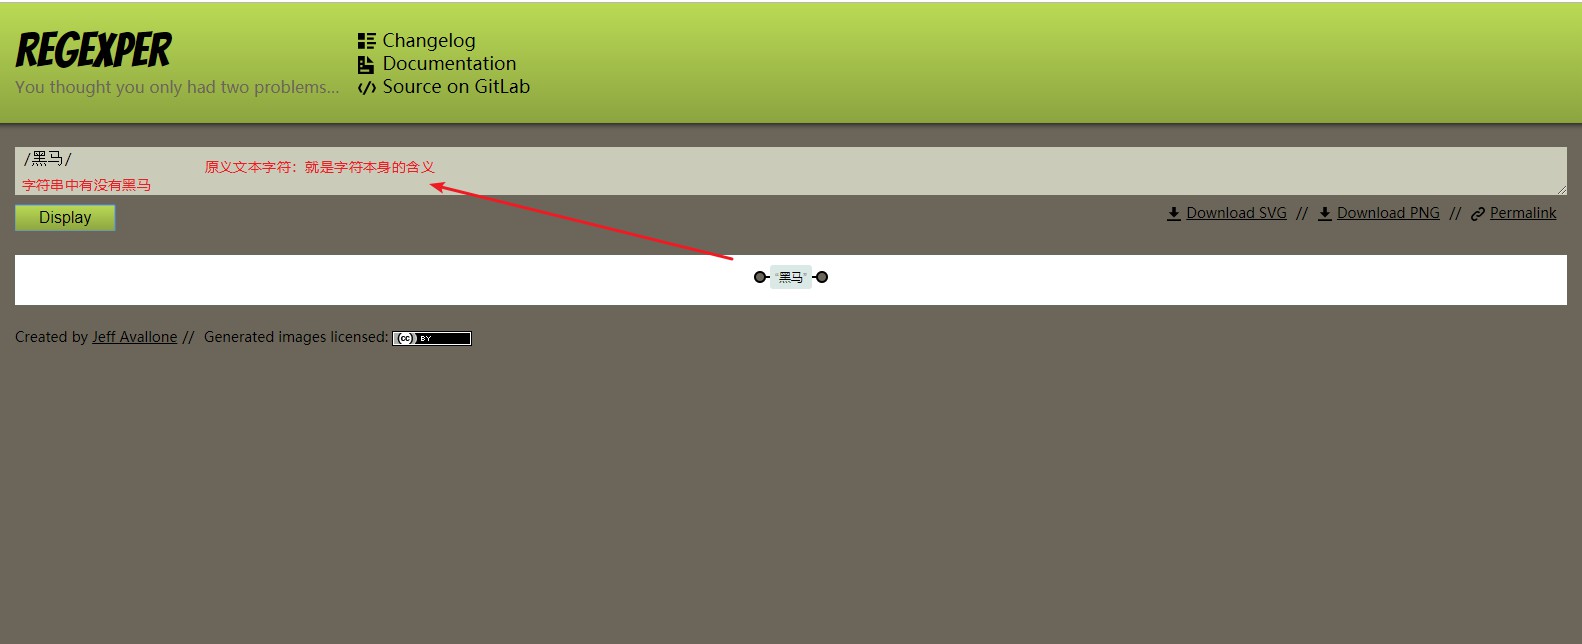 REGEXPER
You thought you only had two problems...
Changelog
Documentation
Source on GitLab
/黑马/
原义文本字符：就是字符本身的含义
字符串中有没有黑马
Display
Download SVG // Download PNG // Permalink
“黑马”
Created by Jeff Avallone // Generated images licensed: cc BY